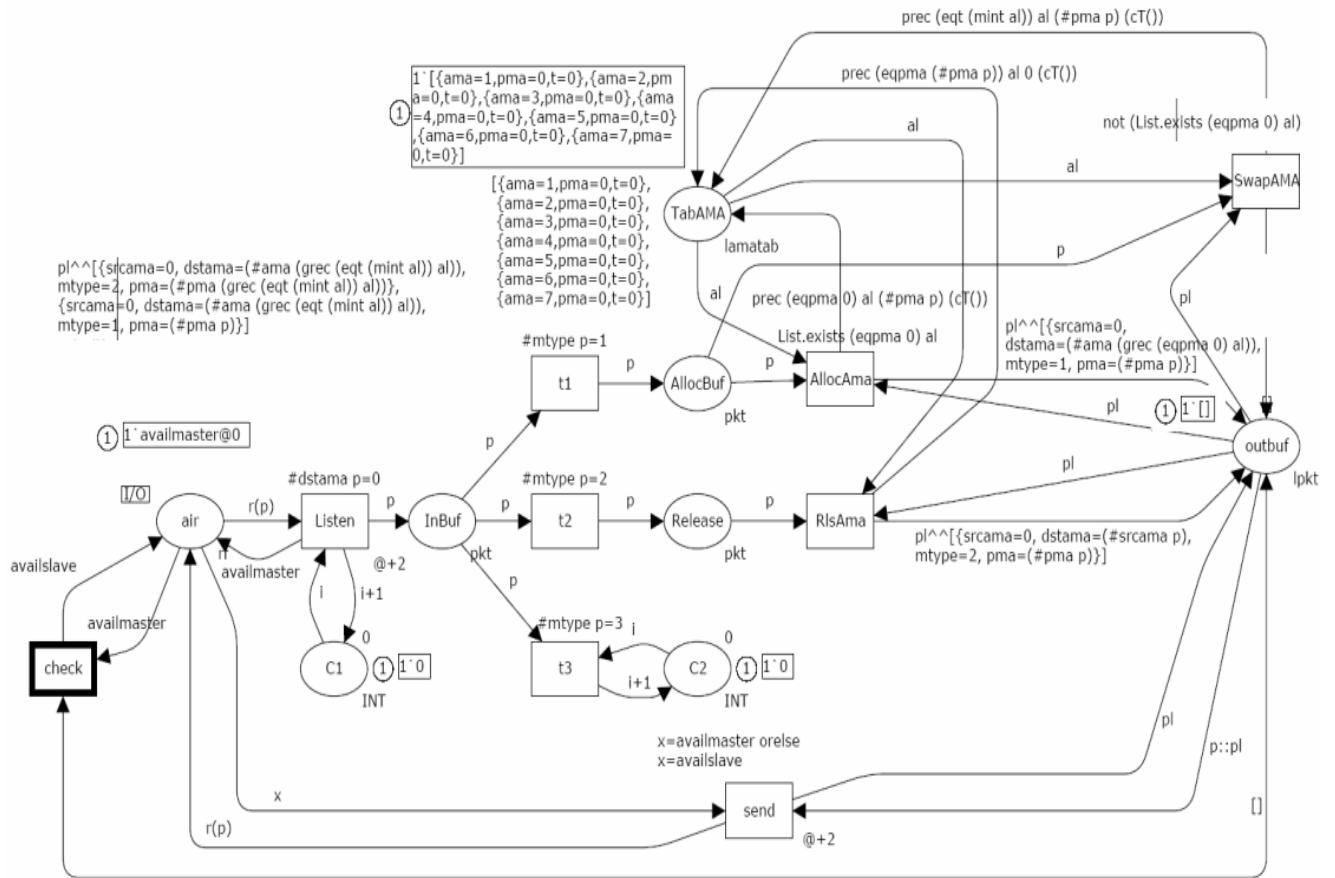 prec (eqt (mint al)) al (#pma p) (cT())
prec (eqpma (#pma p)) al 0 (cT())
1
1`[{ama=1,pma=0,t=0},{ama=2,pm
a=0,t=0},{ama=3,pma=0,t=0},{ama
=4,pma=0,t=0},{ama=5,pma=0,t=0}
,{ama=6,pma=0,t=0},{ama=7,pma=
0,t=0}]
not (List.exists (eqpma 0) al)
al
al
SwapAMA
[{ama=1,pma=0,t=0},
{ama=2,pma=0,t=0},
{ama=3,pma=0,t=0},
{ama=4,pma=0,t=0},
{ama=5,pma=0,t=0},
{ama=6,pma=0,t=0},
{ama=7,pma=0,t=0}]
TabAMA
lamatab
p
pl^^[{srcama=0, dstama=(#ama (grec (eqt (mint al)) al)),
mtype=2, pma=(#pma (grec (eqt (mint al)) al))},
{srcama=0, dstama=(#ama (grec (eqt (mint al)) al)),
mtype=1, pma=(#pma p)}]
al
prec (eqpma 0) al (#pma p) (cT())
pl
List.exists (eqpma 0) al
pl^^[{srcama=0,
dstama=(#ama (grec (eqpma 0) al)),
mtype=1, pma=(#pma p)}]
#mtype p=1
t1
p
AllocBuf
pkt
p
AllocAma
pl
1
1`[]
outbuf
lpkt
1
1`availmaster@0
p
pl
I/O
air
r(p)
#dstama p=0
Listen
@+2
p
InBuf
pkt
p
#mtype p=2
t2
p
Release
pkt
p
RlsAma
pl^^[{srcama=0, dstama=(#srcama p),
mtype=2, pma=(#pma p)}]
availslave
availmaster
availmaster
i
i+1
p
check
C1
0
1
1`0
INT
#mtype p=3
t3
i
i+1
C2
0
1
1`0
INT
pl
p::pl
x=availmaster orelse
x=availslave
x
send
@+2
[]
r(p)